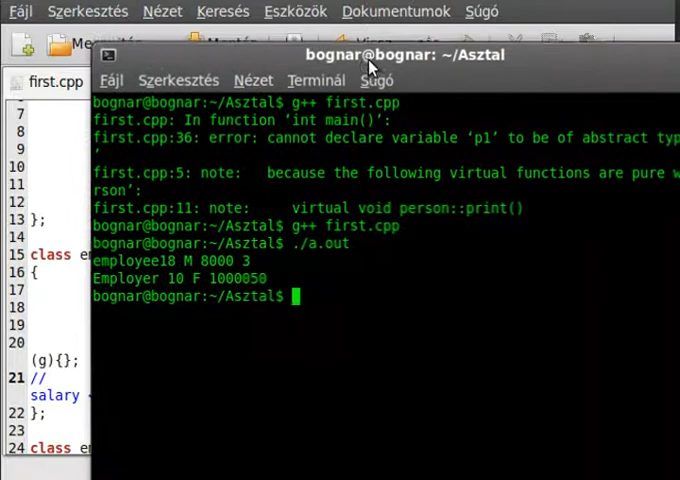 Fájl Szerkesztés Nézet Keresés Eszközök Dokumentumok Súgó
bognar@bognar: ~/Asztal
first.cpp
Fájl Szerkesztés Nézet Terminál Súgó
bognar@bognar:~/Asztal$ g++ first.cpp
first.cpp: In function ‘int main()’:
first.cpp:36: error: cannot declare variable ‘p1’ to be of abstract typ
’
first.cpp:5: note:   because the following virtual functions are pure w
rson’:
first.cpp:11: note:     virtual void person::print()
bognar@bognar:~/Asztal$ g++ first.cpp
bognar@bognar:~/Asztal$ ./a.out
employee18 M 8000 3
Employer 10 F 1000050
bognar@bognar:~/Asztal$
7
8
9
10
11
12
13 };
14
15 class em
16 {
17
18
19
20
(g){};
21 //
salary <
22 };
23
24 class em